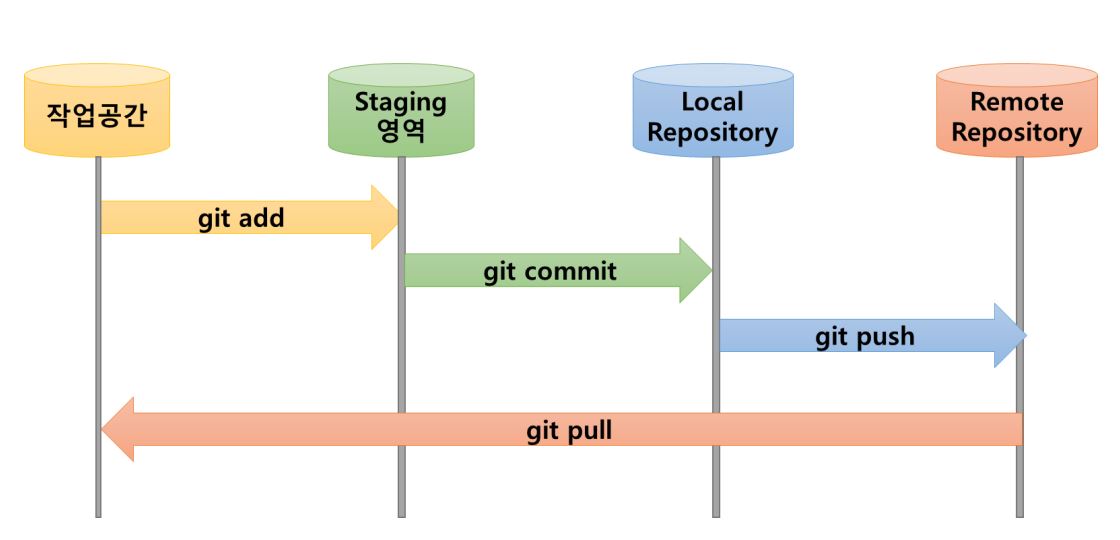 작업공간
Staging
영역
Local
Repository
Remote
Repository
git add
git commit
git push
git pull